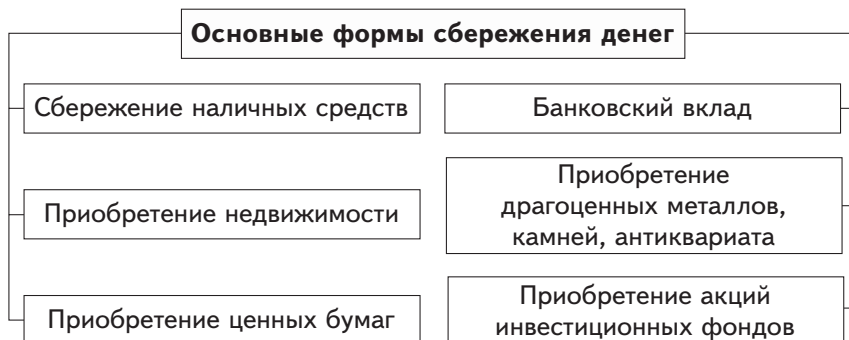 Основные формы сбережения денег
Сбережение наличных средств
Банковский вклад
Приобретение недвижимости
Приобретение
драгоценных металлов,
камней, антиквариата
Приобретение ценных бумаг
Приобретение акций
инвестиционных фондов